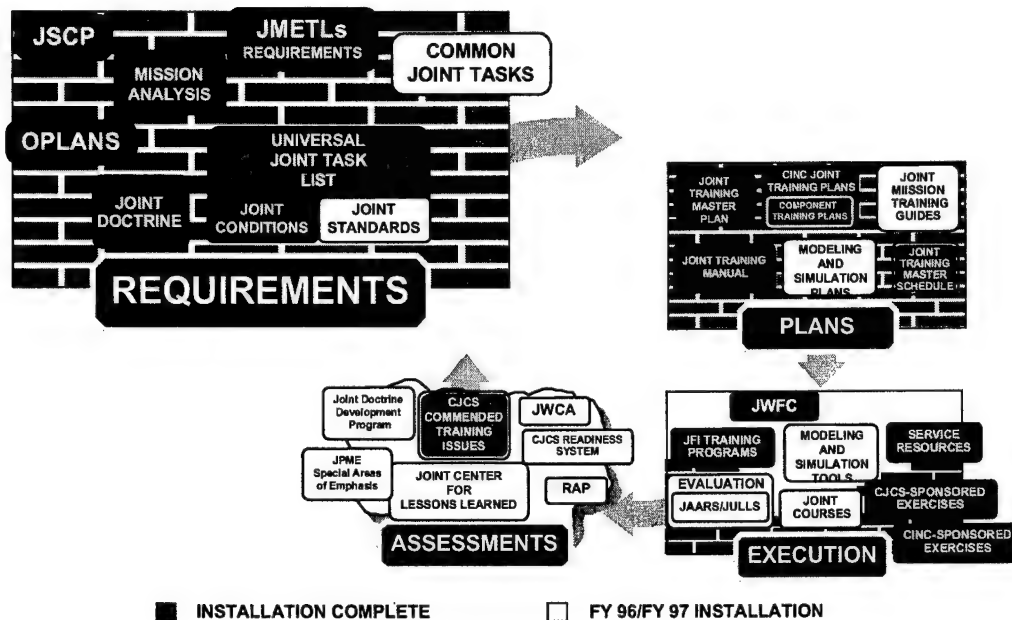 JSCP
JMETLs
REQUIREMENTS
COMMON
JOINT TASKS
MISSION
ANALYSIS
OPLANS
UNIVERSAL
JOINT TASK
LIST
JOINT
DOCTRINE
JOINT
CONDITIONS
JOINT
STANDARDS
REQUIREMENTS
JOINT
TRAINING
MASTER
PLAN
CINC JOINT
TRAINING PLANS
COMPONENT
TRAINING PLANS
JOINT
MIISSION
TRAINING
GUIDES
JOINT TRAINING
MANUAL
MODELING
AND
SIMULATION
PLANS
JOINT
TRAINING
MASTER
SCHEDULE
PLANS
JWFC
JFI TRAINING
PROGRAMS
MODELING
AND
SIMULATION
TOOLS
SERVICE
RESOURCES
EVALUATION
JAARS/JULLS
JOINT
COURSES
CJCS-SPONSORED
EXERCISES
EXECUTION
CINC-SPONSORED
EXERCISES
Joint Doctrine
Development
Program
CJCS
COMMENDED
TRAINING
ISSUES
JWCA
CJCS READINESS
SYSTEM
JPME
Special Areas
of Emphasis
JOINT CENTER
FOR
LESSONS LEARNED
RAP
ASSESSMENTS
INSTALLATION COMPLETE
FY 96/FY 97 INSTALLATION